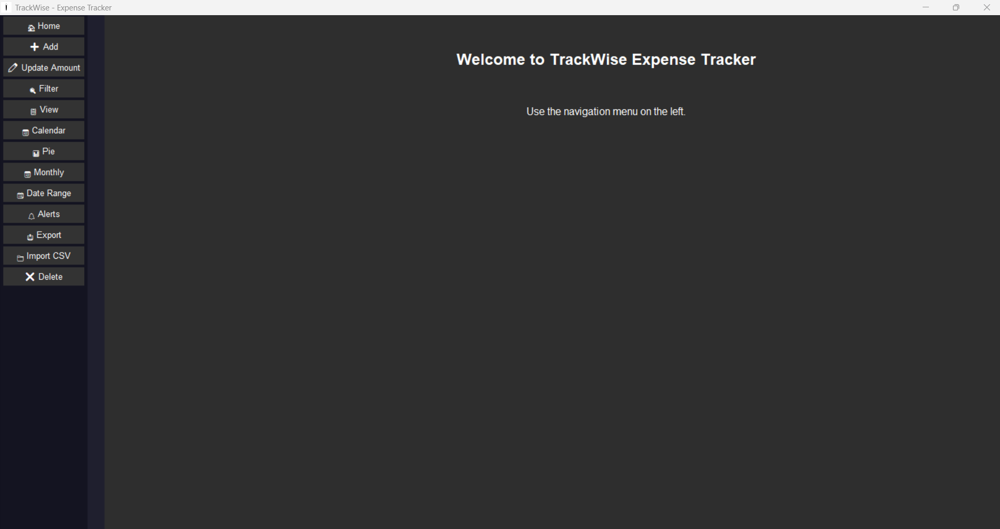 TrackWise - Expense Tracker
Home
Add
Update Amount
Filter
View
Calendar
Pie
Monthly
Date Range
Alerts
Export
Import CSV
Delete
Welcome to TrackWise Expense Tracker
Use the navigation menu on the left.